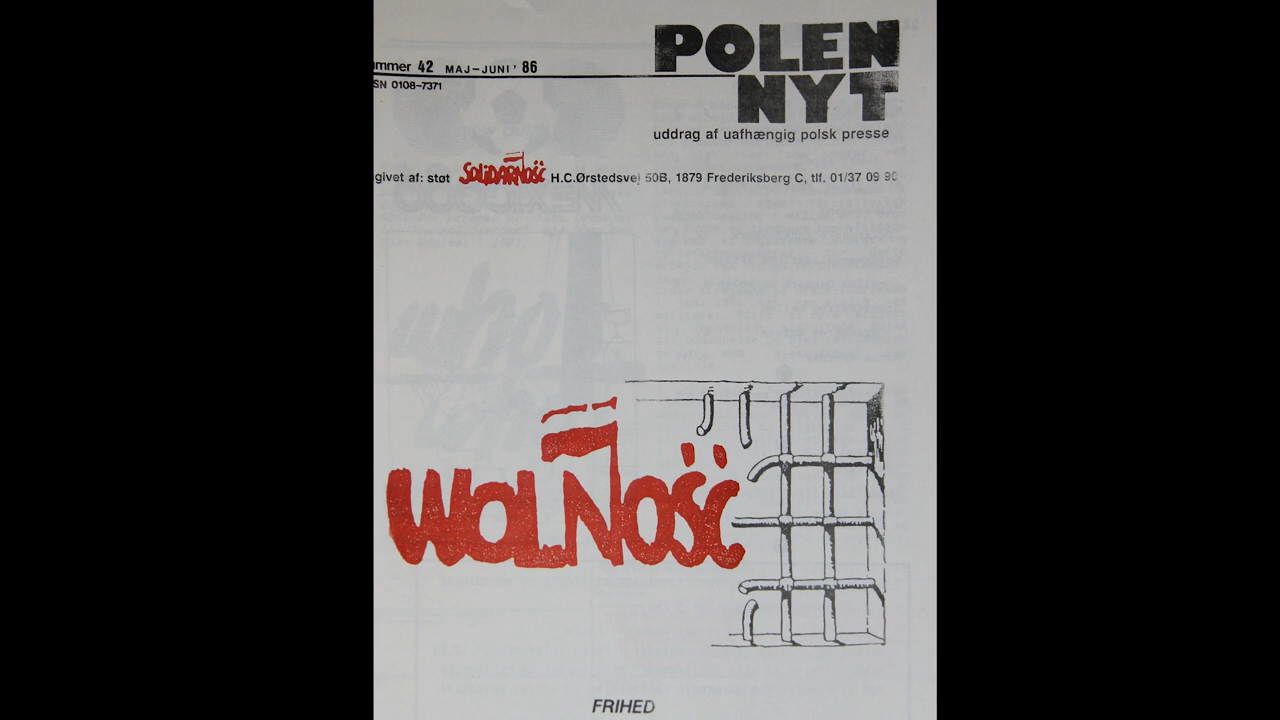 POLEN
NYT
ummer 42 MAJ-JUNI '86
SN 0108-7371
uddrag af uafhængig polsk presse
givet af: støt SOLIDARNOŚĆ H.C.Ørstedsvej 50B, 1879 Frederiksberg C, tlf. 01/37 09 90
WOLNOŚĆ
FRIHED